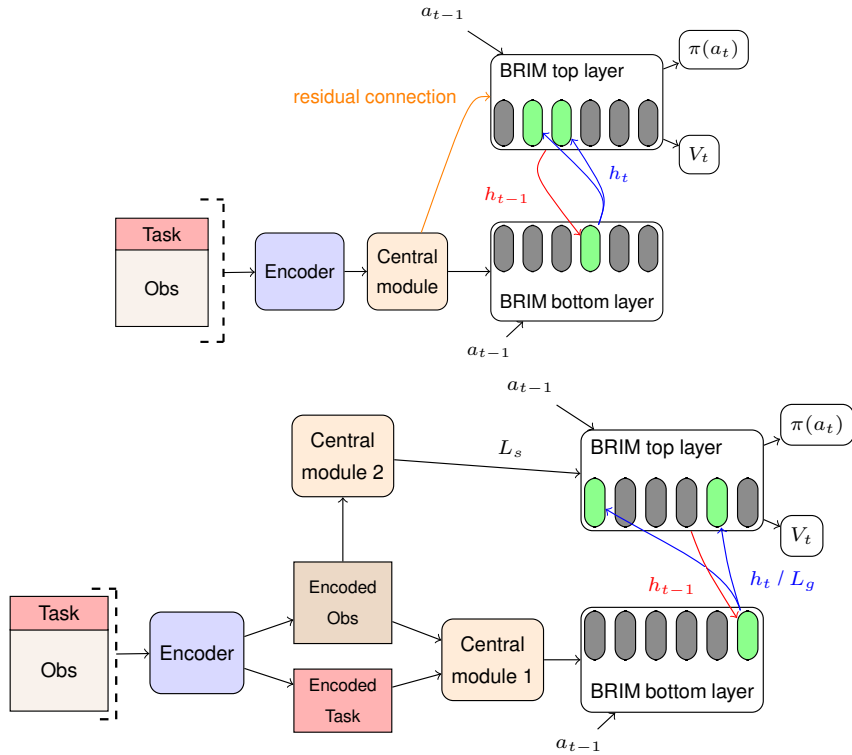 a_{t−1}
π(a_t)
BRIM top layer
residual connection
V_t
h_t
h_{t−1}
Task
Obs
Encoder
Central
module
BRIM bottom layer
a_{t−1}
a_{t−1}
π(a_t)
BRIM top layer
Central
module 2
L_s
V_t
h_t / L_g
h_{t−1}
Encoded
Obs
Task
Obs
Encoder
Central
module 1
Encoded
Task
BRIM bottom layer
a_{t−1}